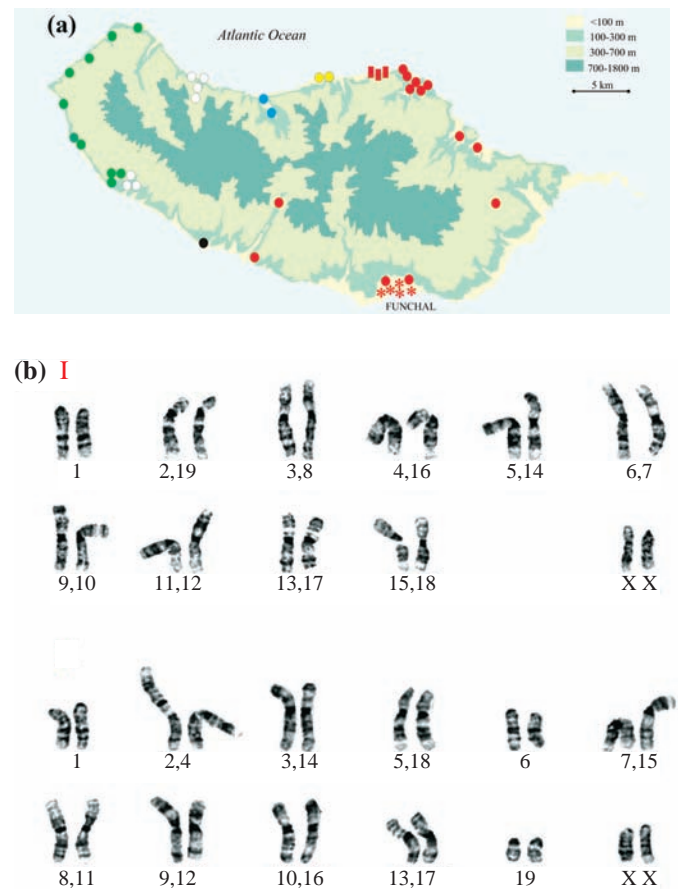 (a)
Atlantic Ocean
<100 m
100-300 m
300-700 m
700-1800 m
5 km
FUNCHAL
(b) I
1 2,19 3,8 4,16 5,14 6,7
9,10 11,12 13,17 15,18 X X
1 2,4 3,14 5,18 6 7,15
8,11 9,12 10,16 13,17 19 X X